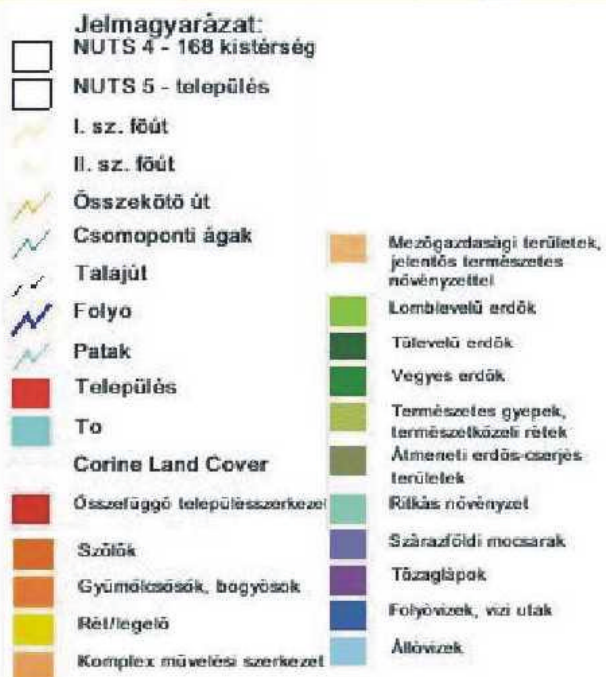 Jelmagyarázat:
NUTS 4 - 168 kistérség
NUTS 5 - település
I. sz. főút
II. sz. főút
Összekötő út
Csomoponti ágak
Talajút
Folyo
Patak
Település
To
Corine Land Cover
Összefüggő településszerkezet
Szőlők
Gyümölcsösök, bogyósok
Rét/legelő
Komplex művelési szerkezet
Mezőgazdasági területek,
jelentős természetes
növényzettel
Lomblevelű erdők
Tűlevelű erdők
Vegyes erdők
Természetes gyepek,
természetközeli rétek
Átmeneti erdős-cserjés
területek
Ritkás növényzet
Szárazföldi mocsarak
Tőzeglápok
Folyóvizek, vizi utak
Állóvizek